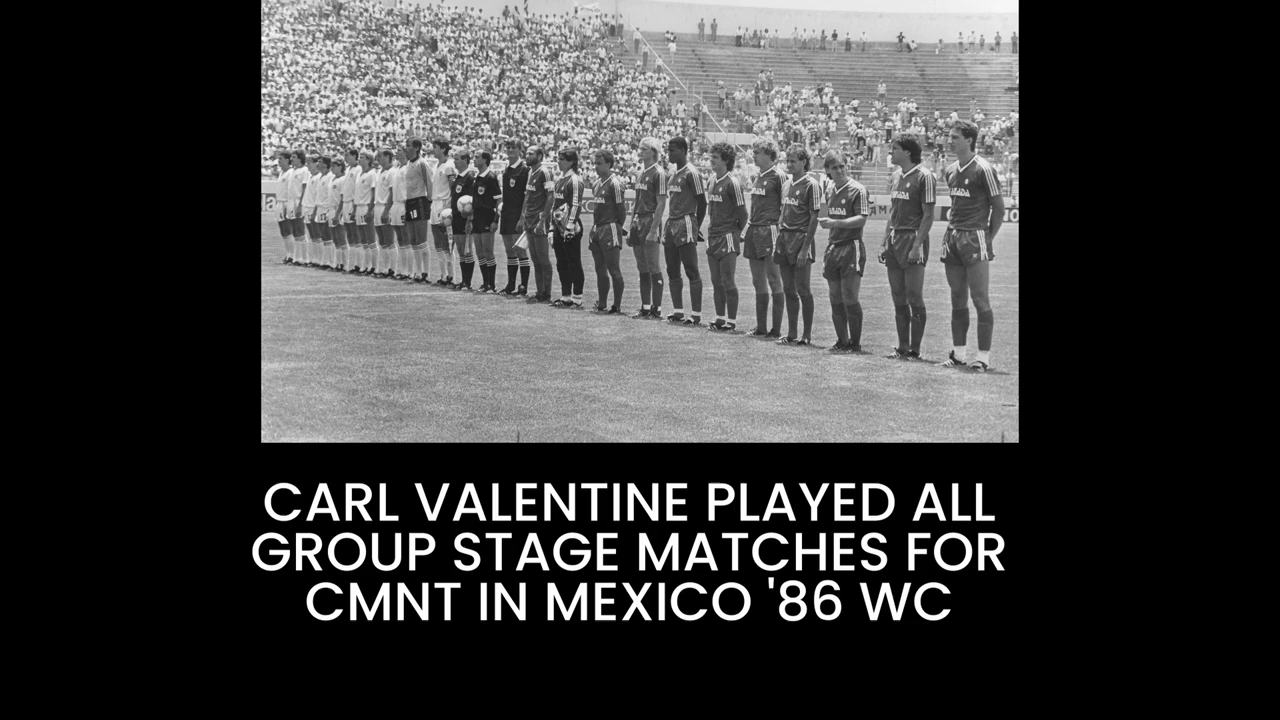 CARL VALENTINE PLAYED ALL
GROUP STAGE MATCHES FOR
CMNT IN MEXICO '86 WC